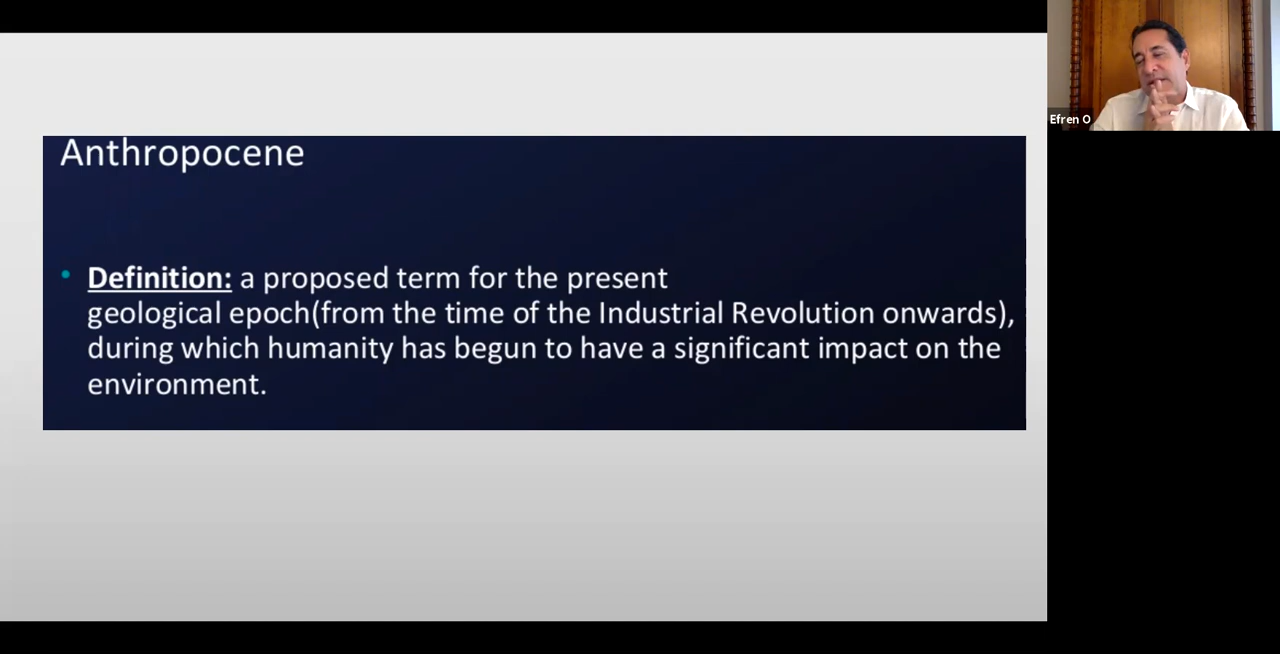 Anthropocene
• Definition: a proposed term for the present
geological epoch(from the time of the Industrial Revolution onwards),
during which humanity has begun to have a significant impact on the
environment.
Efren O